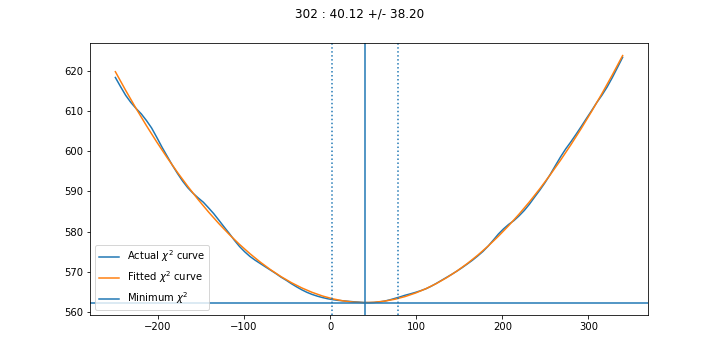 302 : 40.12 +/- 38.20
620
610
600
590
580
570
560
Actual χ² curve
Fitted χ² curve
Minimum χ²
−200 −100 0 100 200 300